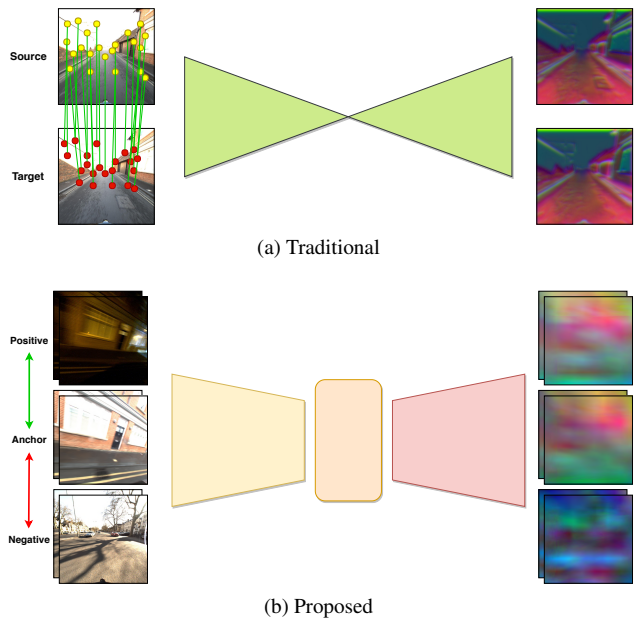 Source
Target
(a) Traditional
Positive
Anchor
Negative
(b) Proposed